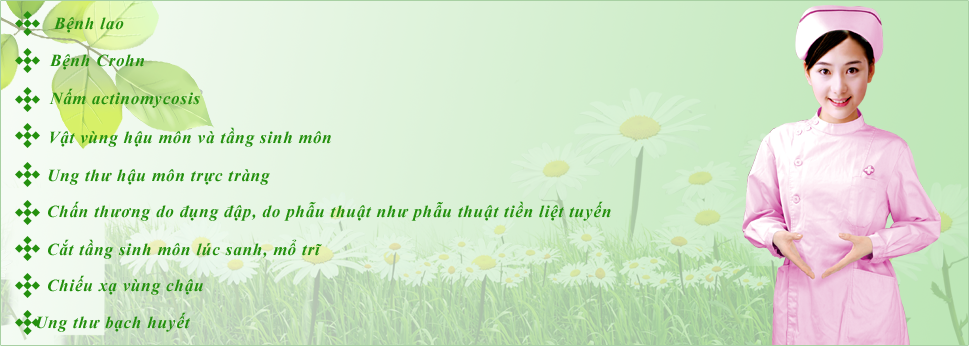 Bệnh lao
Bệnh Crohn
Nấm actinomycosis
Vật vùng hậu môn và tầng sinh môn
Ung thư hậu môn trực tràng
Chấn thương do đụng đập, do phẫu thuật như phẫu thuật tiền liệt tuyến
Cắt tầng sinh môn lúc sanh, mổ trĩ
Chiếu xạ vùng chậu
Ung thư bạch huyết